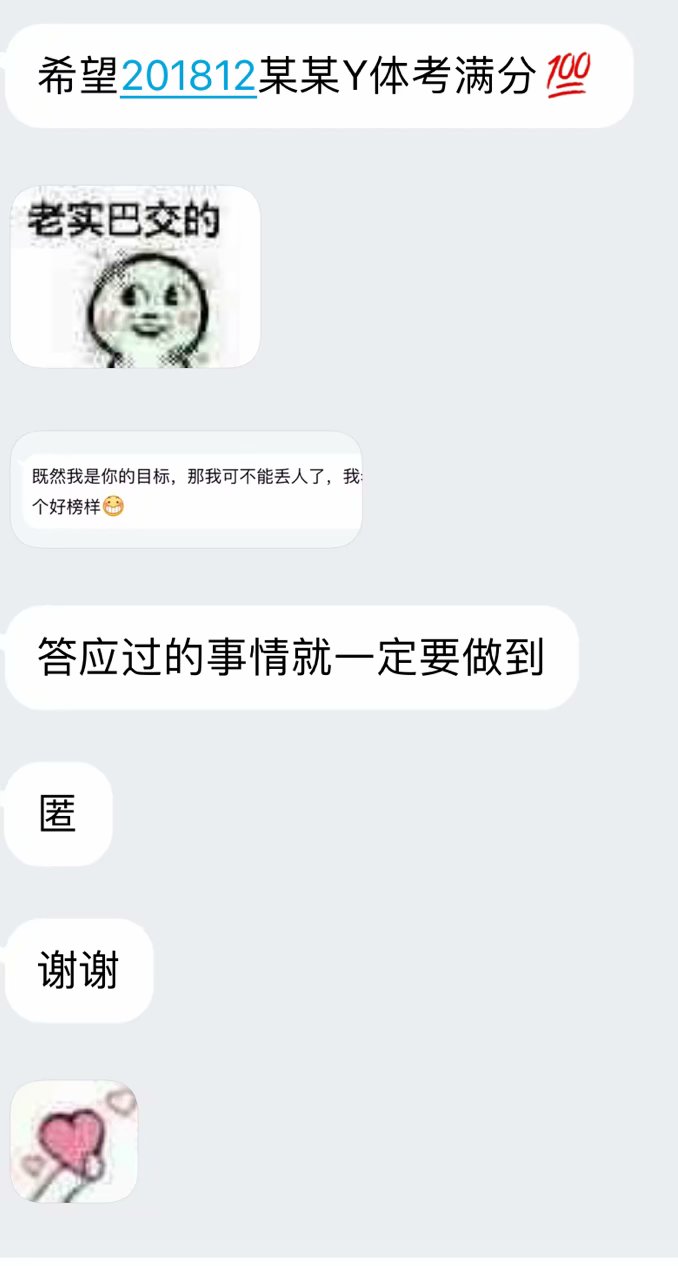 希望201812某某Y体考满分💯
老实巴交的
既然我是你的目标，那我可不能丢人了，我
个好榜样😁
答应过的事情就一定要做到
匿
谢谢